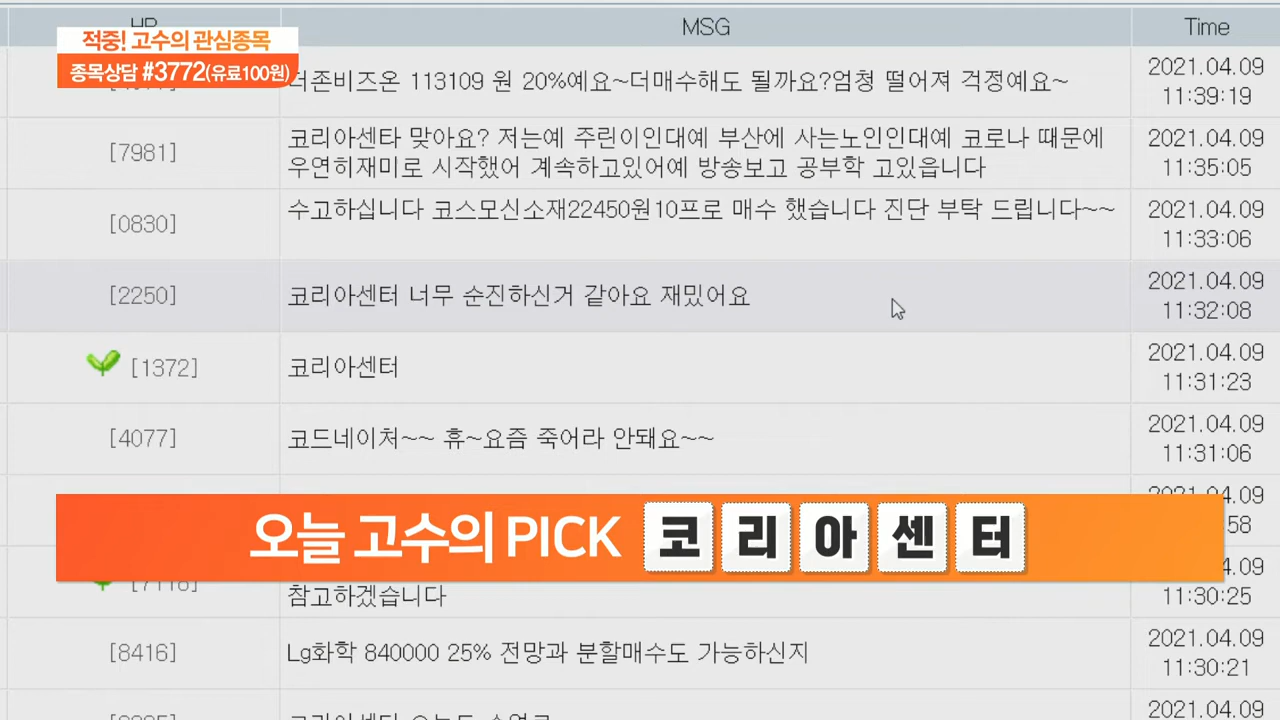 HP MSG Time
적중! 고수의 관심종목
종목상담 #3772(유료100원)
더존비즈온 113109 원 20%예요~더매수해도 될까요?엄청 떨어져 걱정예요~
2021.04.09
11:39:19
[7981]
코리아센타 맞아요? 저는예 주린이인대예 부산에 사는노인인대예 코로나 때문에
우연히재미로 시작했어 계속하고있어예 방송보고 공부학 고있읍니다
2021.04.09
11:35:05
[0830]
수고하십니다 코스모신소재22450원10프로 매수 했습니다 진단 부탁 드립니다~~
2021.04.09
11:33:06
[2250]
코리아센터 너무 순진하신거 같아요 재밌어요
2021.04.09
11:32:08
[1372]
코리아센터
2021.04.09
11:31:23
[4077]
코드네이처~~ 휴~요즘 죽어라 안돼요~~
2021.04.09
11:31:06
오늘 고수의 PICK 코리아센터
[7118]
참고하겠습니다
11:30:25
[8416]
Lg화학 840000 25% 전망과 분할매수도 가능하신지
2021.04.09
11:30:21
2021.04.09